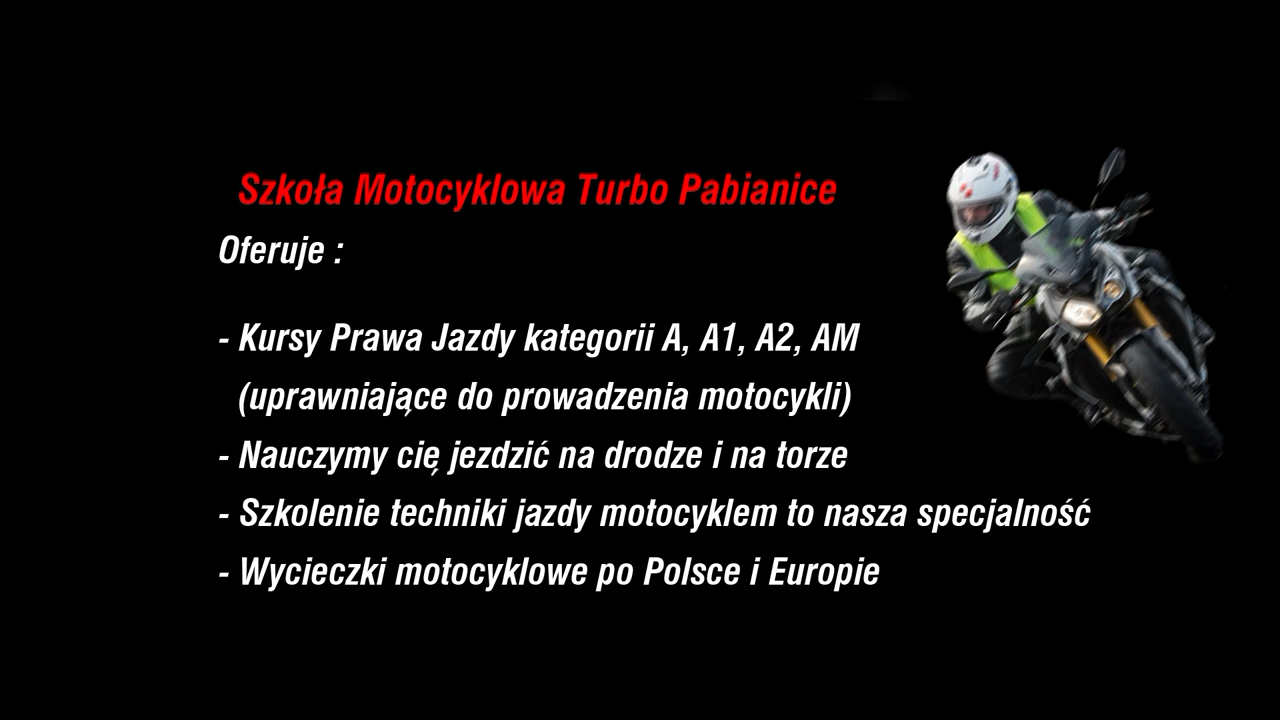 Szkoła Motocyklowa Turbo Pabianice
Oferuje :
- Kursy Prawa Jazdy kategorii A, A1, A2, AM
(uprawniające do prowadzenia motocykli)
- Nauczymy cię jezdzić na drodze i na torze
- Szkolenie techniki jazdy motocyklem to nasza specjalność
- Wycieczki motocyklowe po Polsce i Europie